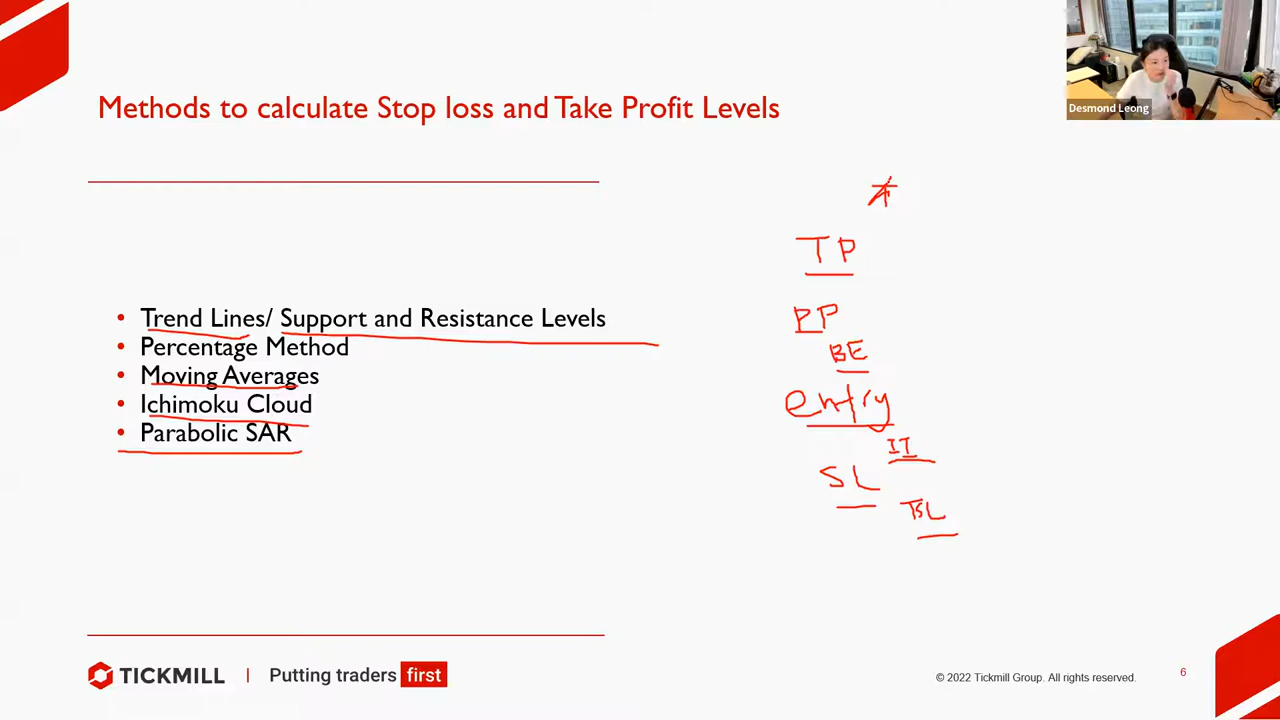 Desmond Leong
Methods to calculate Stop loss and Take Profit Levels
• Trend Lines/ Support and Resistance Levels
• Percentage Method
• Moving Averages
• Ichimoku Cloud
• Parabolic SAR
TP
PP
BE
entry
IT
SL
TSL
TICKMILL | Putting traders first
© 2022 Tickmill Group. All rights reserved.
6